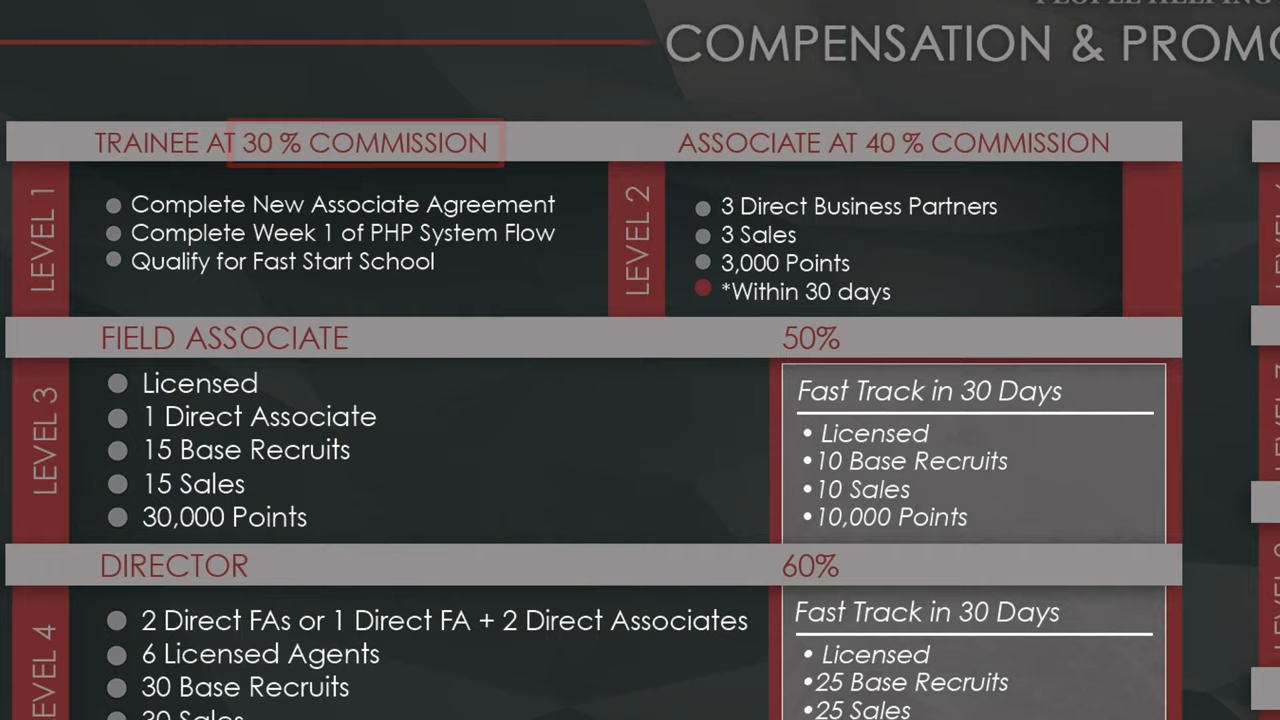 PEOPLE HELPING
COMPENSATION & PROMO
TRAINEE AT 30 % COMMISSION
ASSOCIATE AT 40 % COMMISSION
LEVEL 1
Complete New Associate Agreement
Complete Week 1 of PHP System Flow
Qualify for Fast Start School
LEVEL 2
3 Direct Business Partners
3 Sales
3,000 Points
*Within 30 days
FIELD ASSOCIATE
50%
LEVEL 3
Licensed
1 Direct Associate
15 Base Recruits
15 Sales
30,000 Points
Fast Track in 30 Days
• Licensed
• 10 Base Recruits
• 10 Sales
• 10,000 Points
DIRECTOR
60%
LEVEL 4
2 Direct FAs or 1 Direct FA + 2 Direct Associates
6 Licensed Agents
30 Base Recruits
30 Sales
Fast Track in 30 Days
• Licensed
• 25 Base Recruits
• 25 Sales